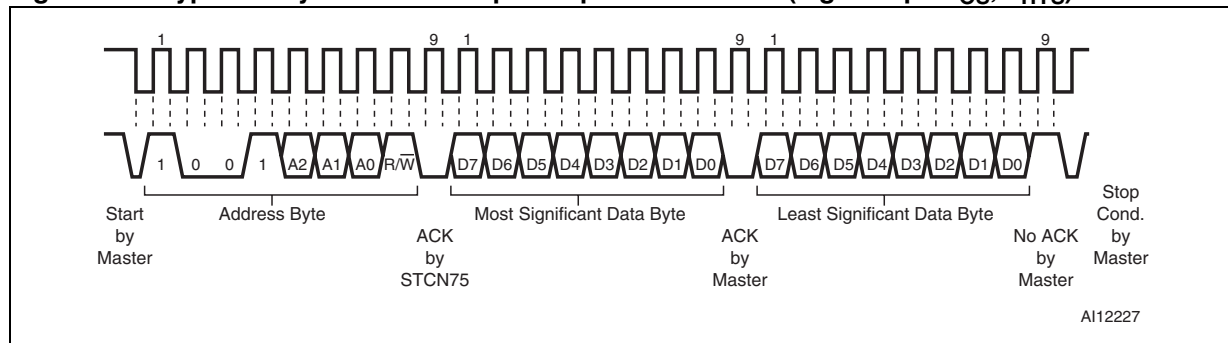 1 9 1 9 1 9
1 0 0 1 A2 A1 A0 R/W̅ D7 D6 D5 D4 D3 D2 D1 D0 D7 D6 D5 D4 D3 D2 D1 D0
Start
by
Master
Address Byte
ACK
by
STCN75
Most Significant Data Byte
ACK
by
Master
Least Significant Data Byte
No ACK
by
Master
Stop
Cond.
by
Master
AI12227